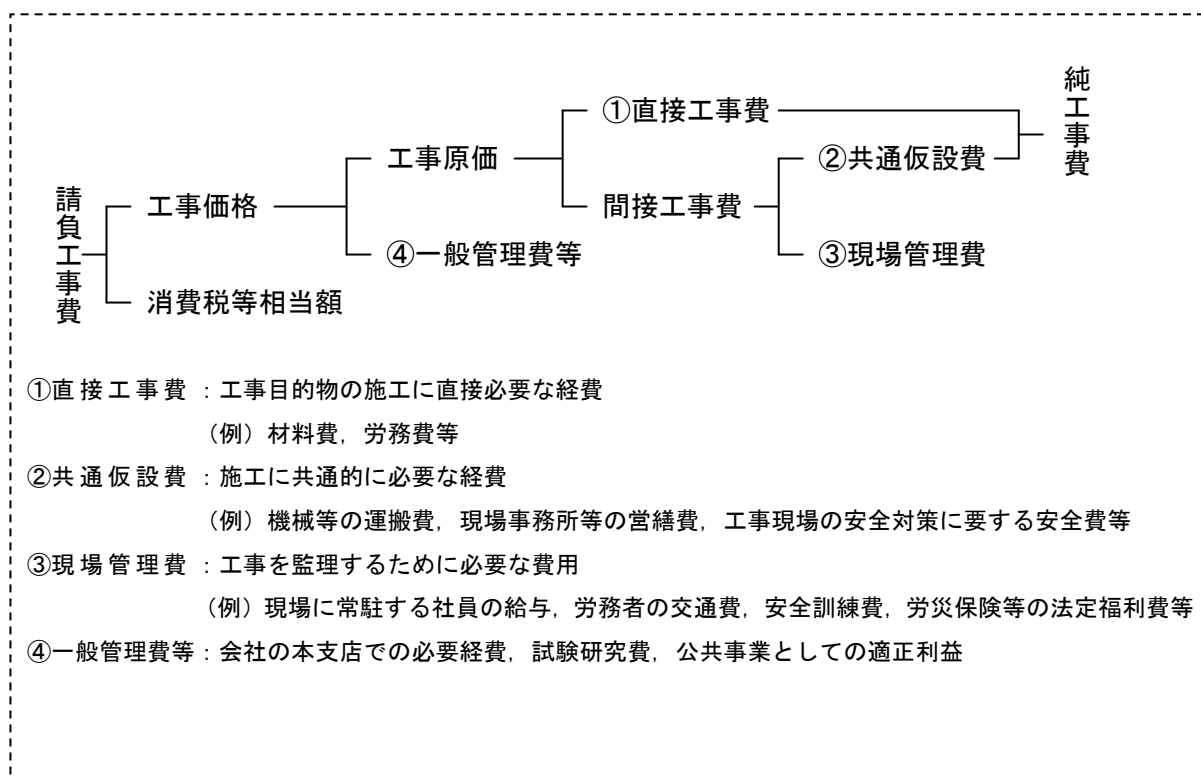 純工事費
①直接工事費
工事原価
②共通仮設費
請負工事費
工事価格
間接工事費
④一般管理費等
③現場管理費
消費税等相当額
①直接工事費：工事目的物の施工に直接必要な経費
（例）材料費，労務費等
②共通仮設費：施工に共通的に必要な経費
（例）機械等の運搬費，現場事務所等の営繕費，工事現場の安全対策に要する安全費等
③現場管理費：工事を監理するために必要な費用
（例）現場に常駐する社員の給与，労務者の交通費，安全訓練費，労災保険等の法定福利費等
④一般管理費等：会社の本支店での必要経費，試験研究費，公共事業としての適正利益